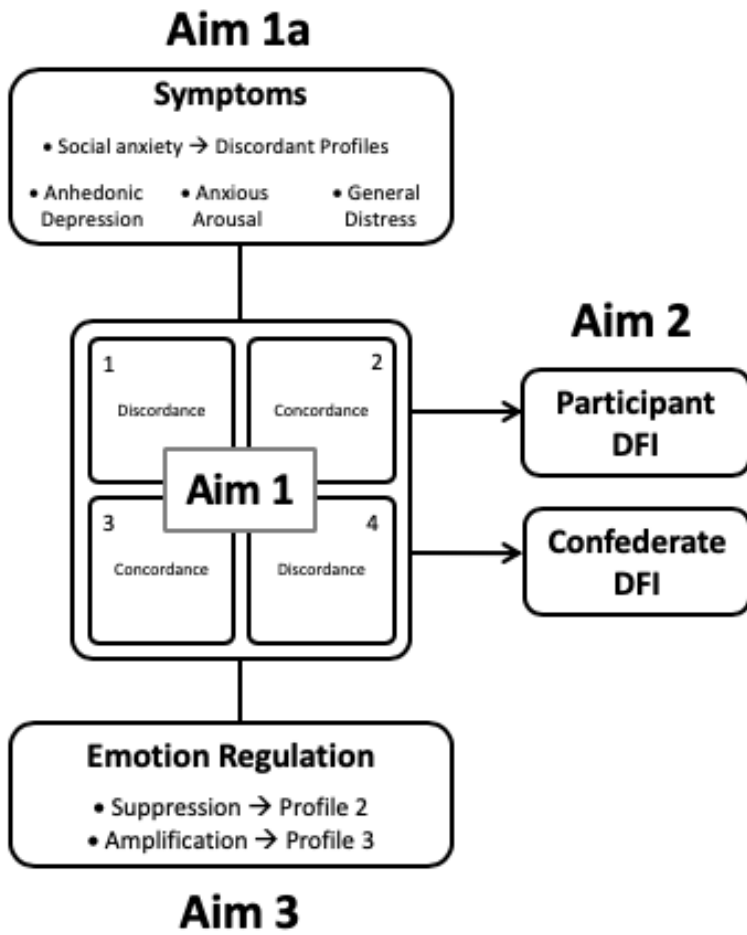 Aim 1a
Symptoms
• Social anxiety → Discordant Profiles
• Anhedonic
Depression
• Anxious
Arousal
• General
Distress
1
Discordance
2
Concordance
Aim 1
3
Concordance
4
Discordance
Aim 2
Participant
DFI
Confederate
DFI
Emotion Regulation
• Suppression → Profile 2
• Amplification → Profile 3
Aim 3